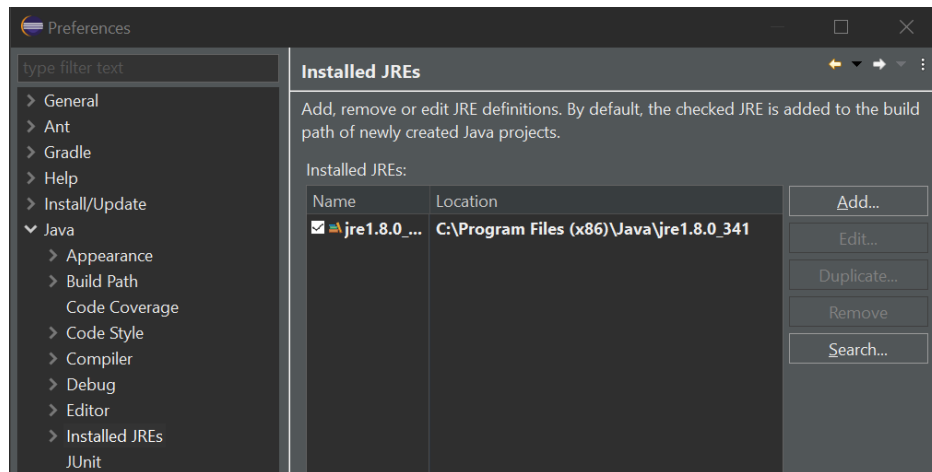 Preferences
type filter text
General
Ant
Gradle
Help
Install/Update
Java
Appearance
Build Path
Code Coverage
Code Style
Compiler
Debug
Editor
Installed JREs
JUnit
Installed JREs
Add, remove or edit JRE definitions. By default, the checked JRE is added to the build
path of newly created Java projects.
Installed JREs:
Name Location
jre1.8.0_... C:\Program Files (x86)\Java\jre1.8.0_341
Add...
Edit...
Duplicate...
Remove
Search...